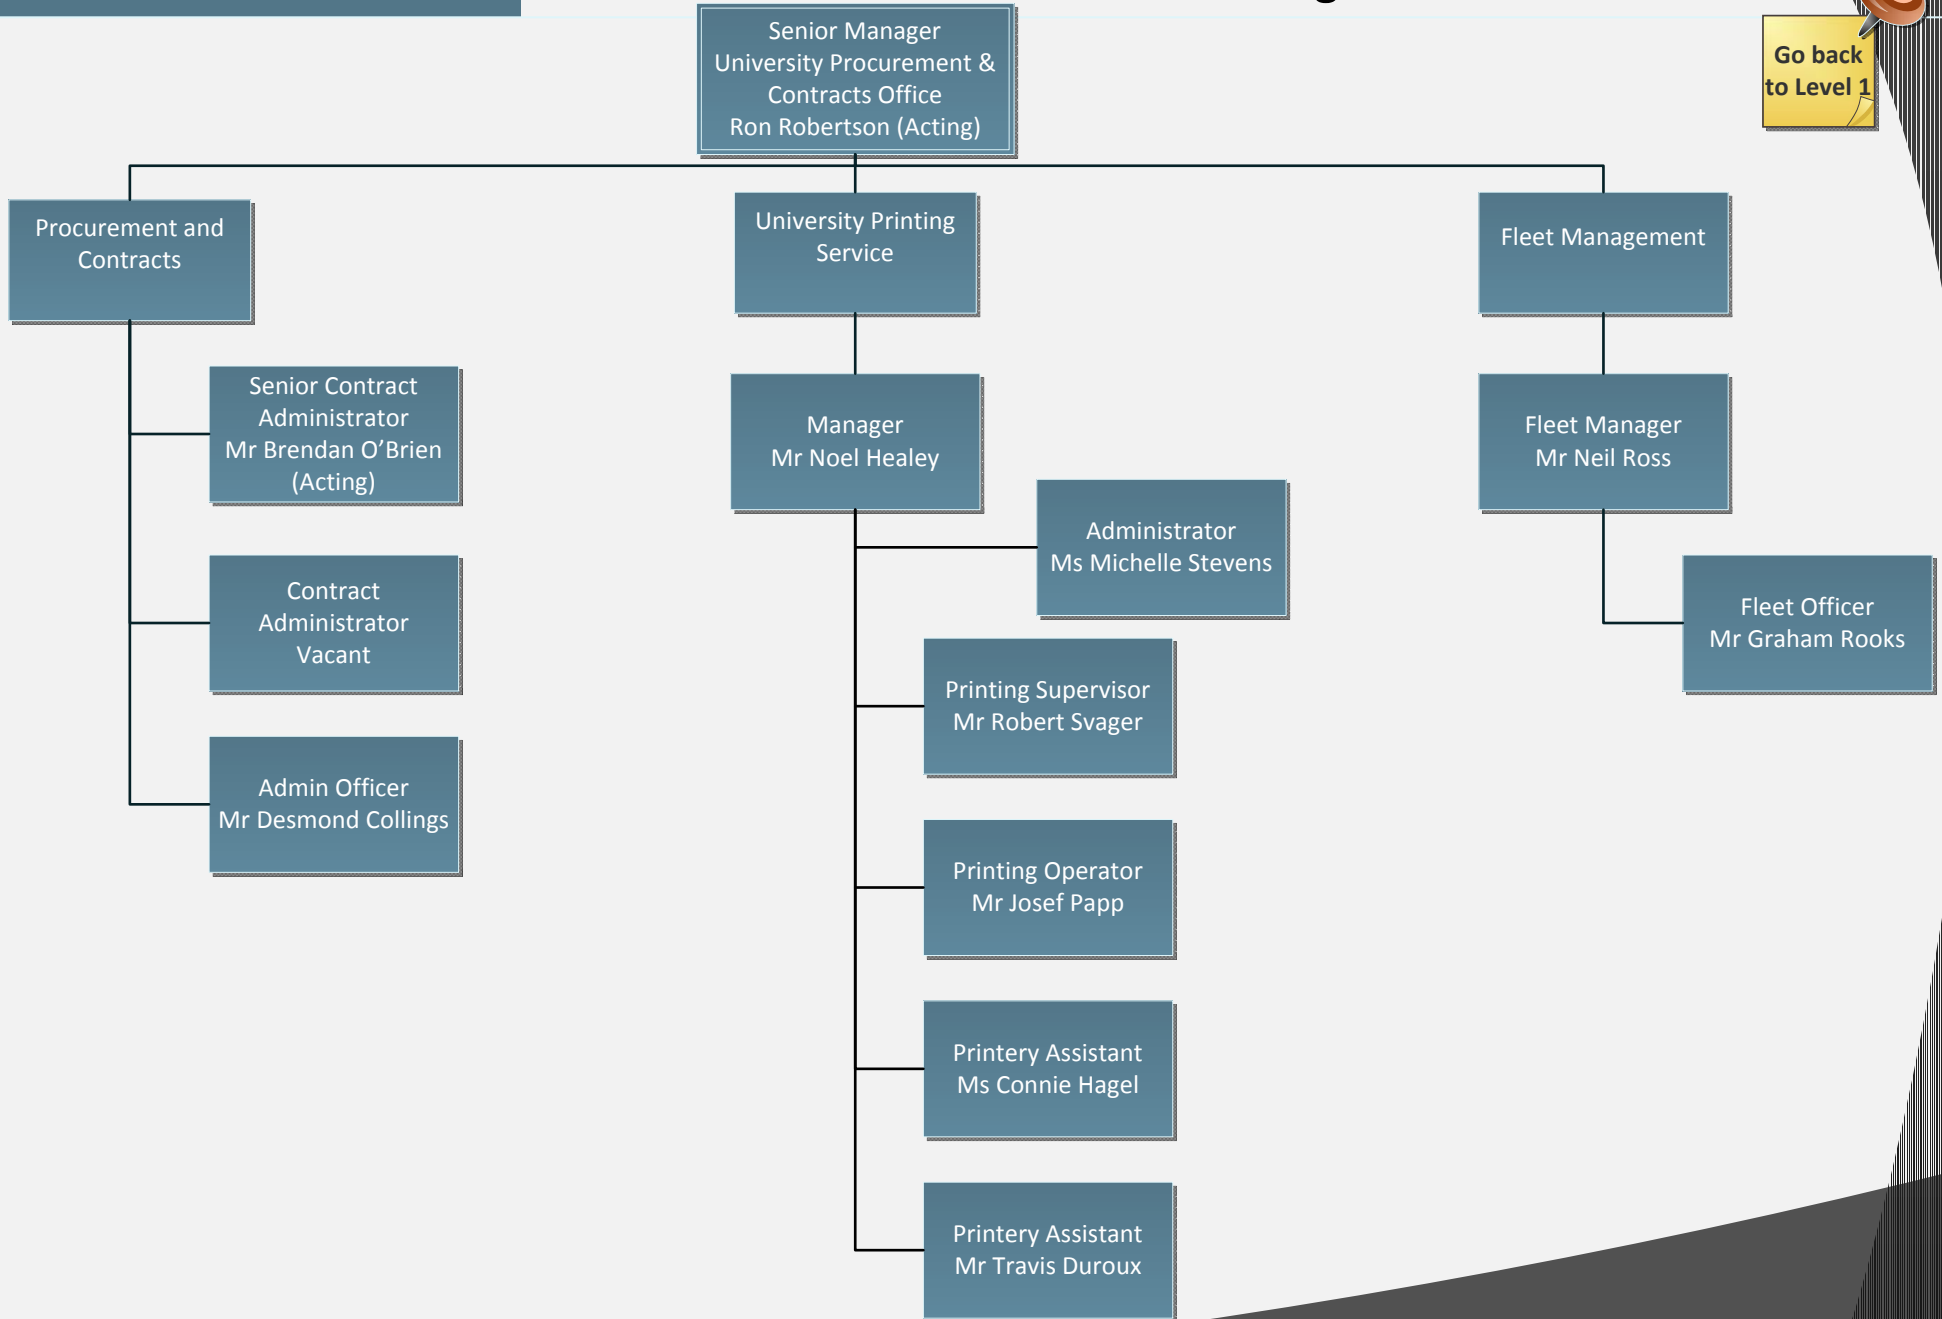 Senior Manager
University Procurement &
Contracts Office
Ron Robertson (Acting)
Go back
to Level 1
Procurement and
Contracts
University Printing
Service
Fleet Management
Senior Contract
Administrator
Mr Brendan O’Brien
(Acting)
Contract
Administrator
Vacant
Admin Officer
Mr Desmond Collings
Manager
Mr Noel Healey
Administrator
Ms Michelle Stevens
Printing Supervisor
Mr Robert Svager
Printing Operator
Mr Josef Papp
Printery Assistant
Ms Connie Hagel
Printery Assistant
Mr Travis Duroux
Fleet Manager
Mr Neil Ross
Fleet Officer
Mr Graham Rooks